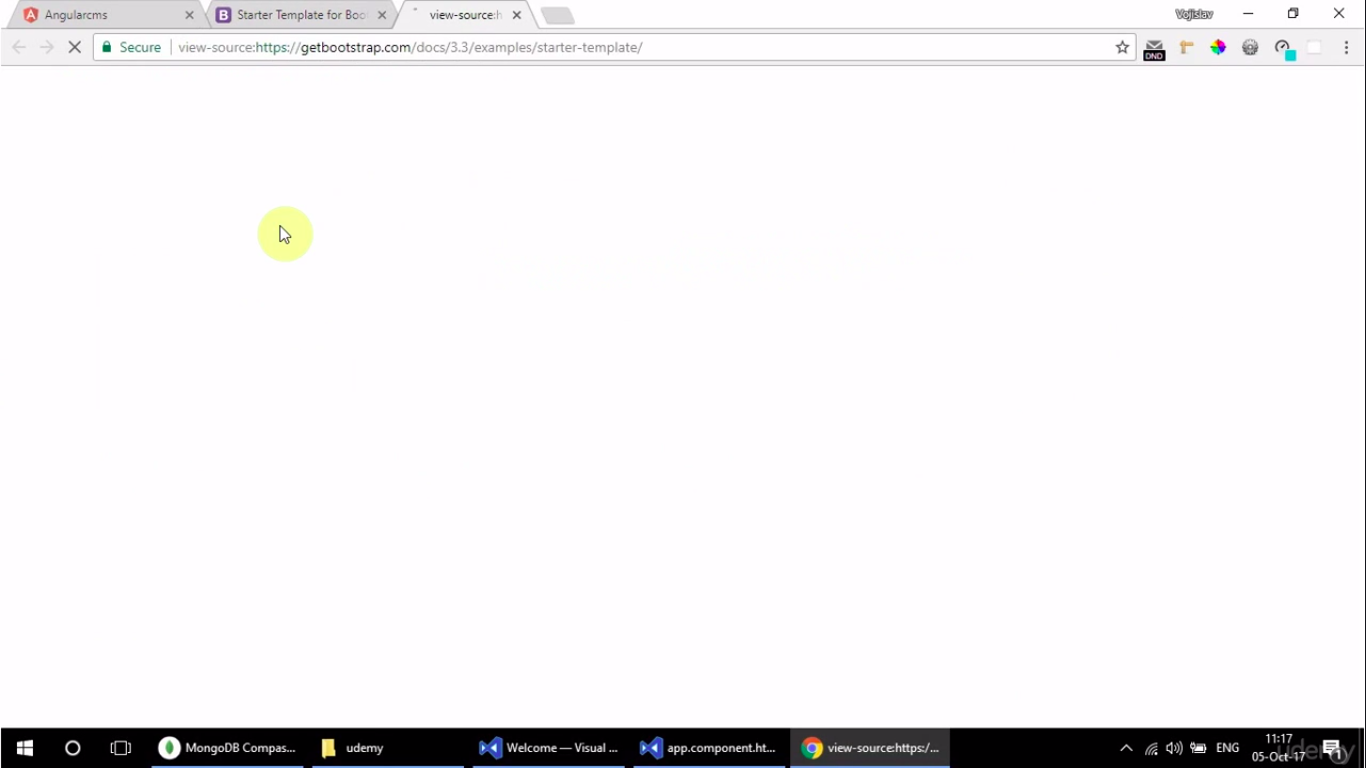 Angularcms
Starter Template for Boo
view-source:h
Vojislav
Secure
view-source:https://getbootstrap.com/docs/3.3/examples/starter-template/
DND
MongoDB Compas...
udemy
Welcome — Visual ...
app.component.ht...
view-source:https:/...
ENG
11:17
05-Oct-17
1
udemy